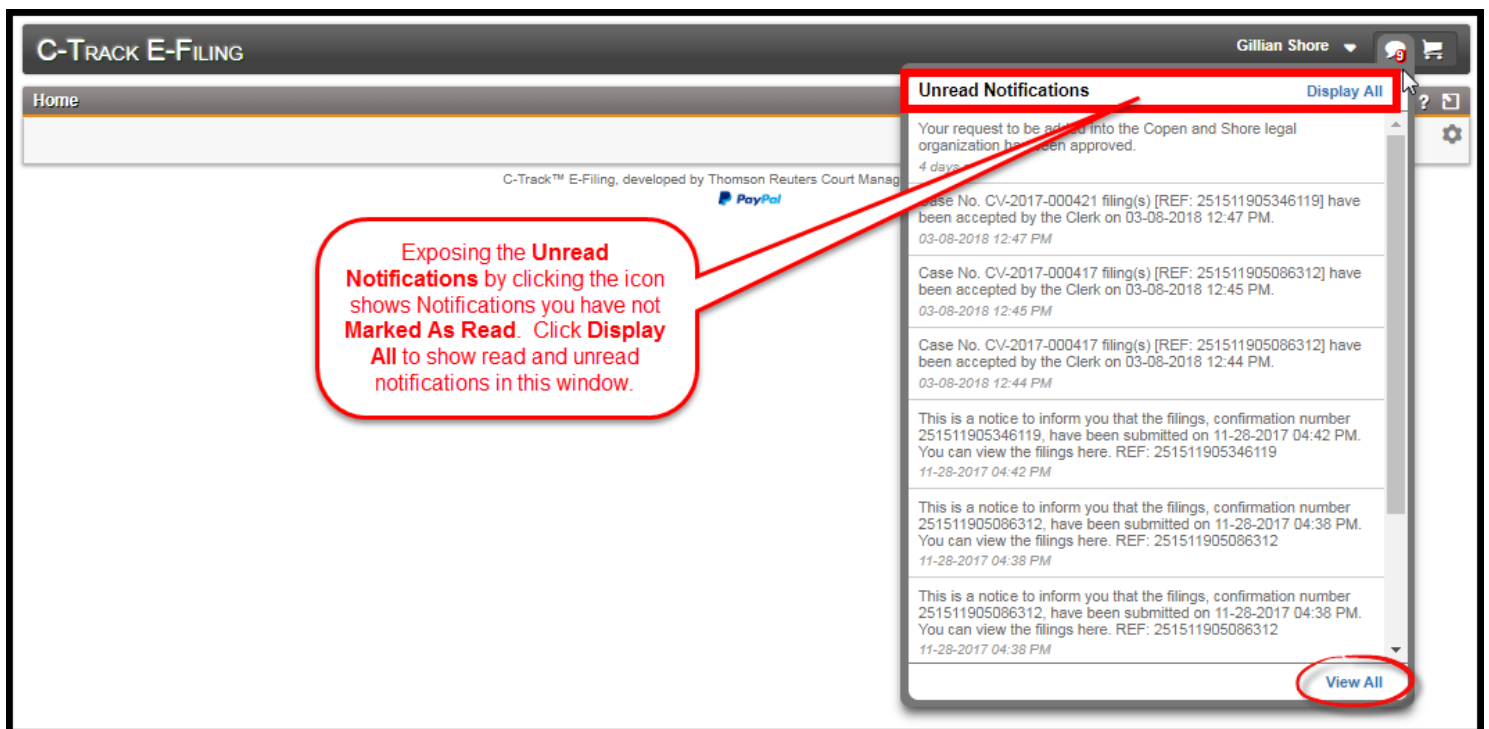 C-Track E-Filing
Gillian Shore
9
Home
?
Unread Notifications
Display All
Your request to be added into the Copen and Shore legal
organization has been approved.
4 days
Case No. CV-2017-000421 filing(s) [REF: 251511905346119] have
been accepted by the Clerk on 03-08-2018 12:47 PM.
03-08-2018 12:47 PM
Case No. CV-2017-000417 filing(s) [REF: 251511905086312] have
been accepted by the Clerk on 03-08-2018 12:45 PM.
03-08-2018 12:45 PM
Case No. CV-2017-000417 filing(s) [REF: 251511905086312] have
been accepted by the Clerk on 03-08-2018 12:44 PM.
03-08-2018 12:44 PM
This is a notice to inform you that the filings, confirmation number
251511905346119, have been submitted on 11-28-2017 04:42 PM.
You can view the filings here. REF: 251511905346119
11-28-2017 04:42 PM
This is a notice to inform you that the filings, confirmation number
251511905086312, have been submitted on 11-28-2017 04:38 PM.
You can view the filings here. REF: 251511905086312
11-28-2017 04:38 PM
This is a notice to inform you that the filings, confirmation number
251511905086312, have been submitted on 11-28-2017 04:38 PM.
You can view the filings here. REF: 251511905086312
11-28-2017 04:38 PM
View All
C-Track™ E-Filing, developed by Thomson Reuters Court Manag
PayPal
Exposing the Unread
Notifications by clicking the icon
shows Notifications you have not
Marked As Read. Click Display
All to show read and unread
notifications in this window.